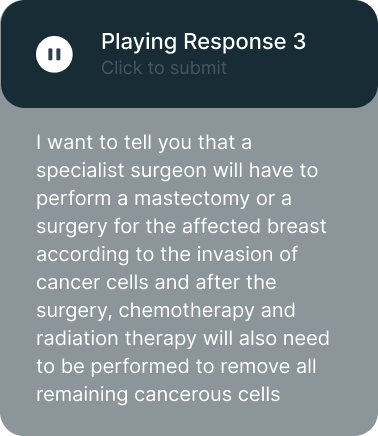 Playing Response 3
Click to submit
I want to tell you that a
specialist surgeon will have to
perform a mastectomy or a
surgery for the affected breast
according to the invasion of
cancer cells and after the
surgery, chemotherapy and
radiation therapy will also need
to be performed to remove all
remaining cancerous cells